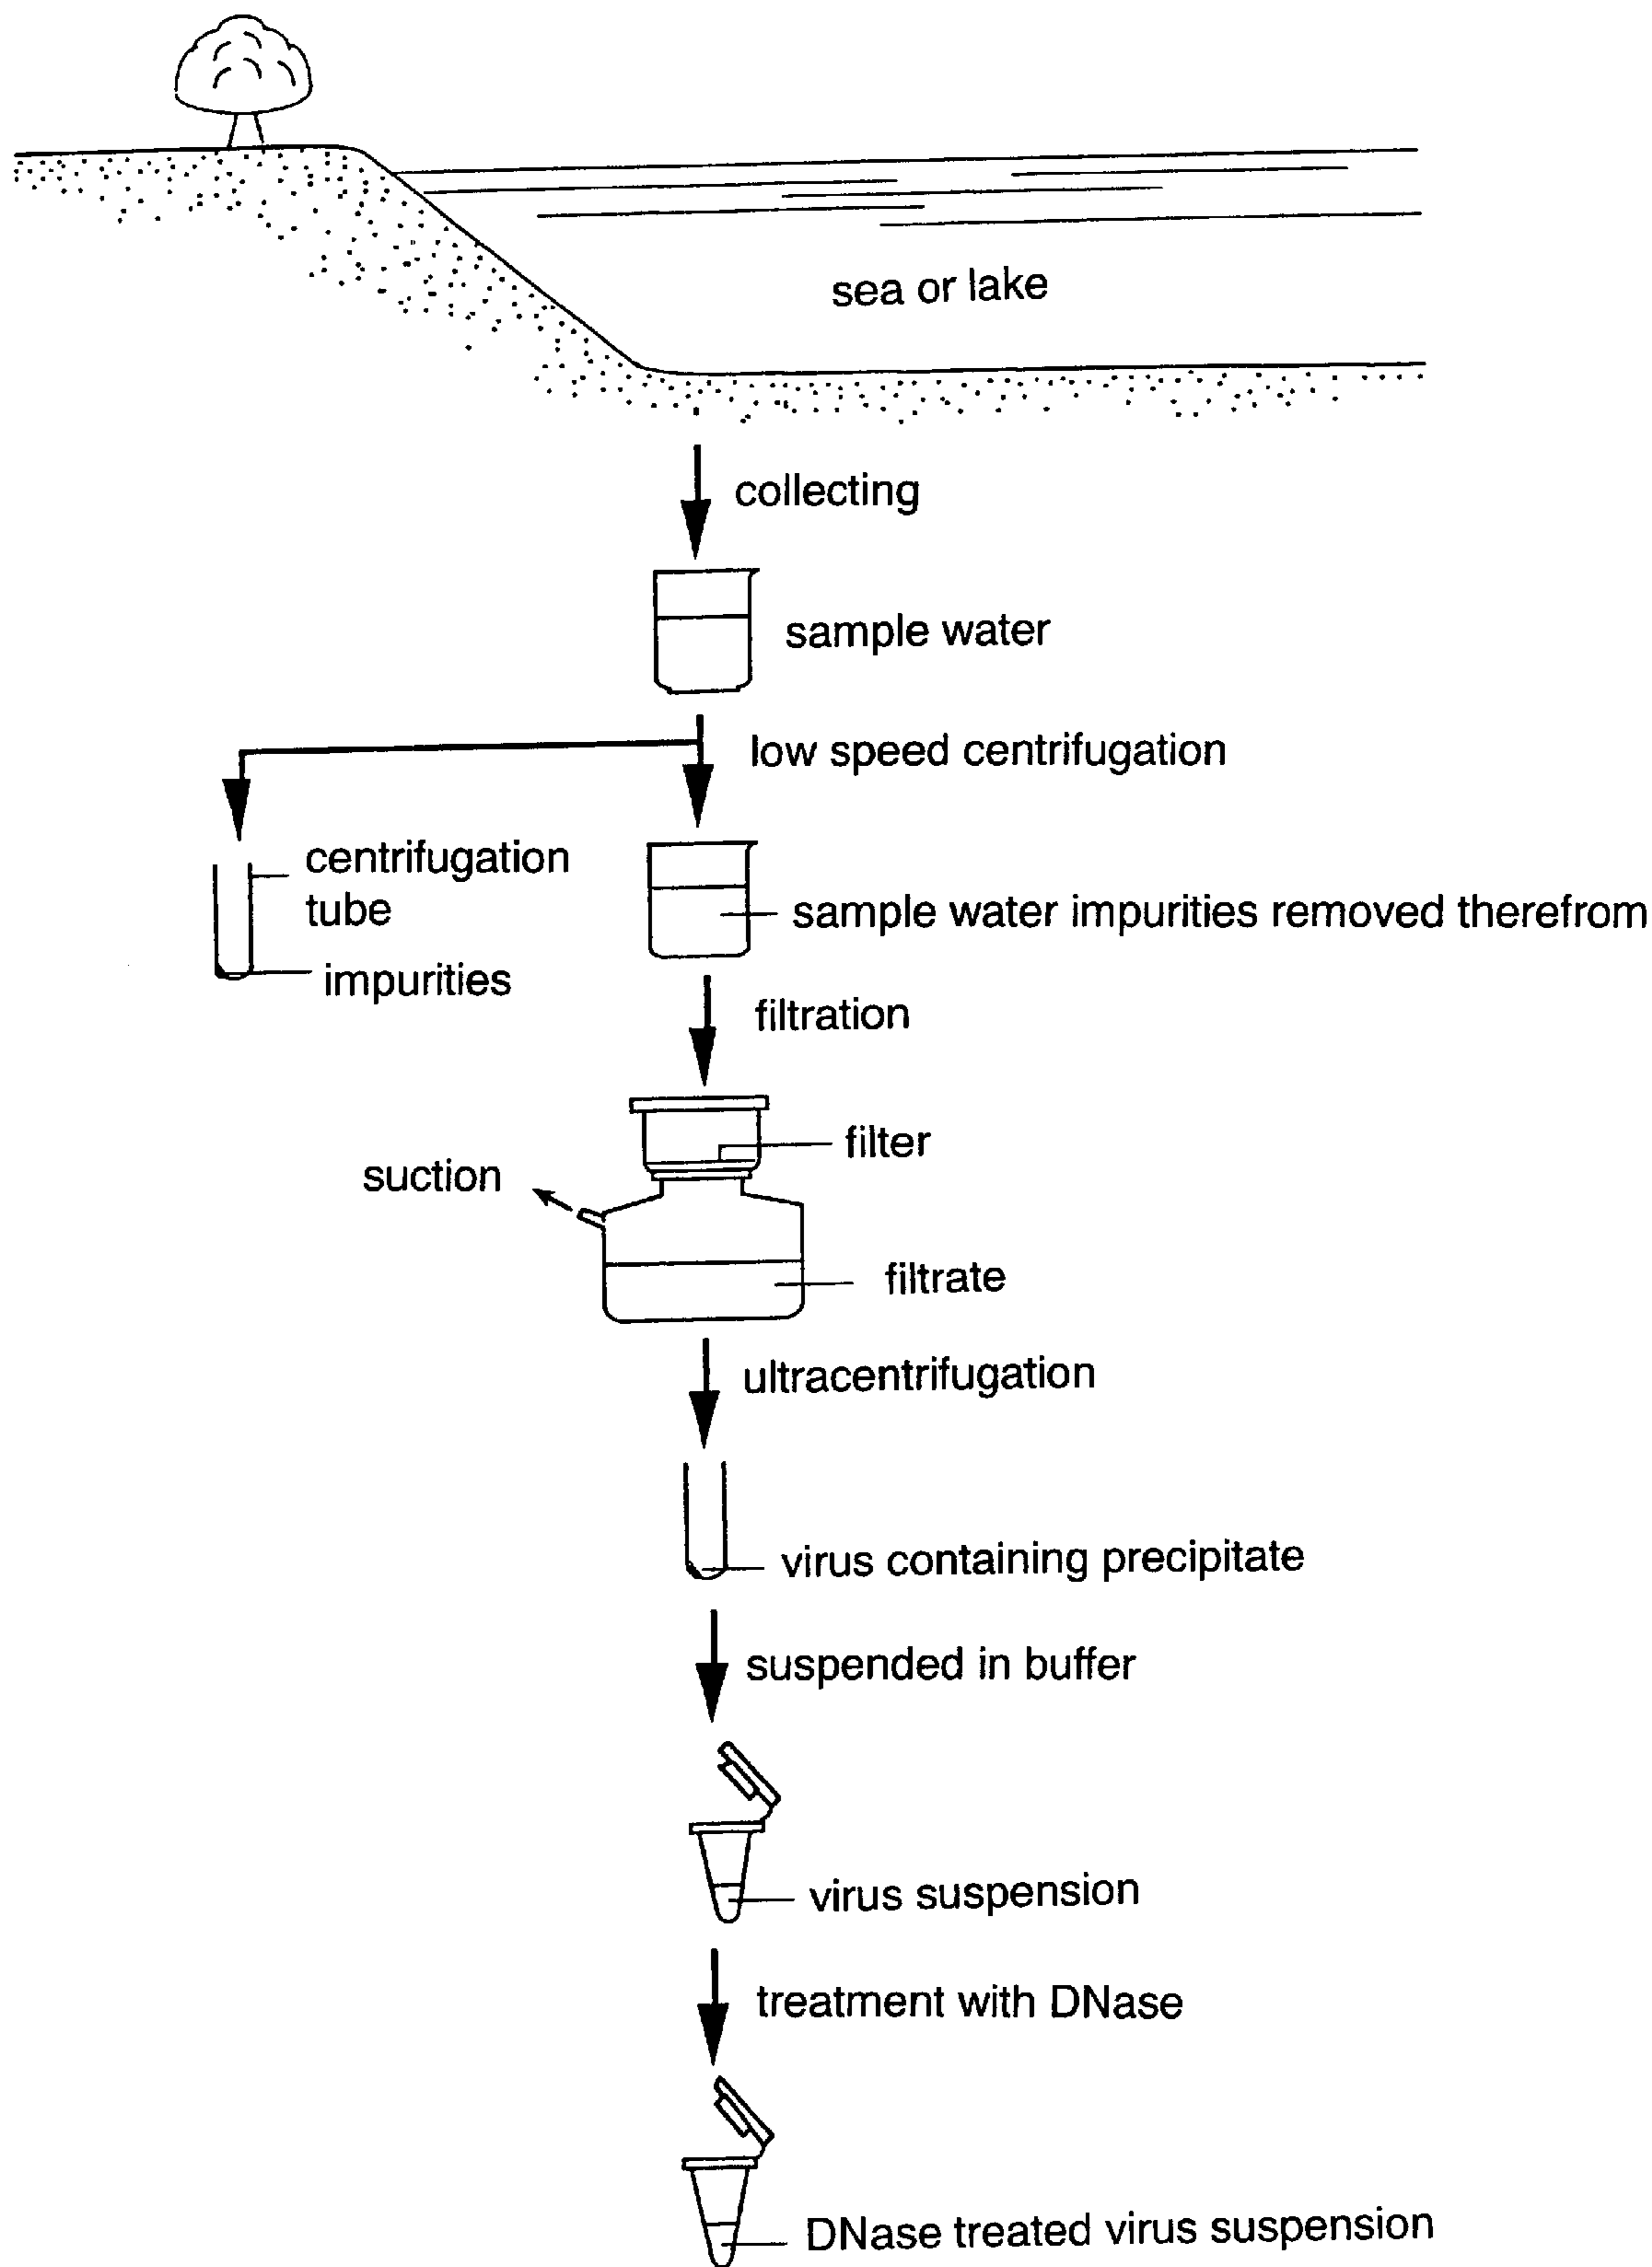 sea or lake
collecting
sample water
low speed centrifugation
centrifugation
tube
impurities
sample water impurities removed therefrom
filtration
filter
suction
filtrate
ultracentrifugation
virus containing precipitate
suspended in buffer
virus suspension
treatment with DNase
DNase treated virus suspension